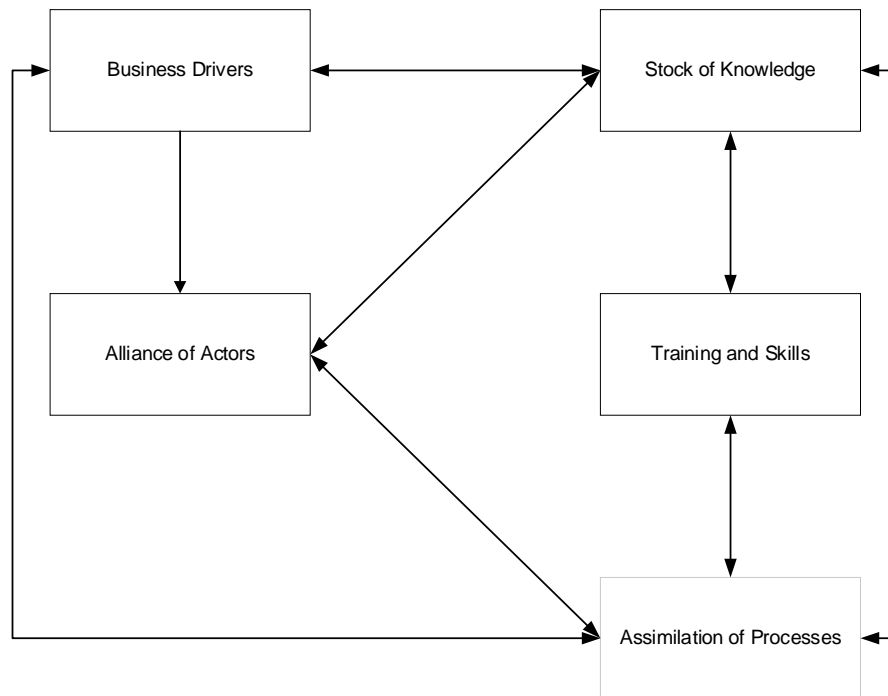 Business Drivers
Stock of Knowledge
Alliance of Actors
Training and Skills
Assimilation of Processes